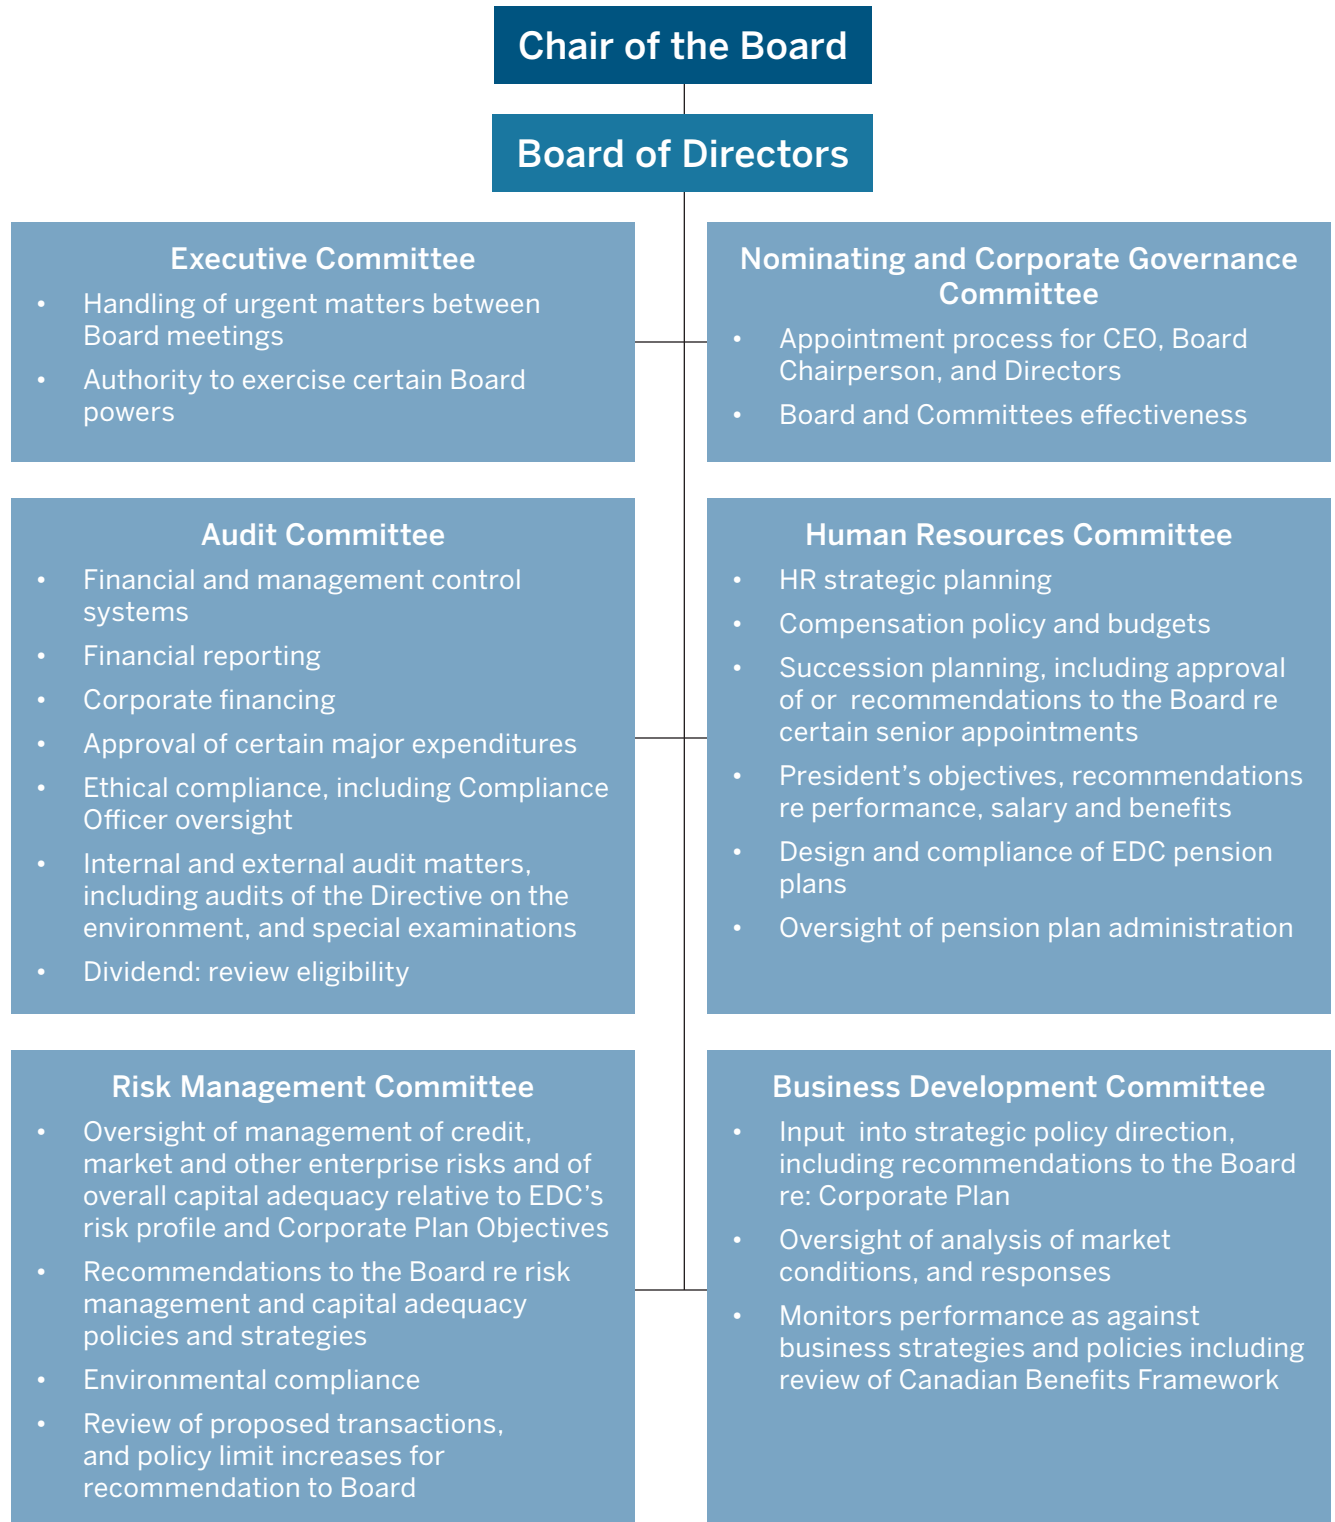 Chair of the Board
Board of Directors
Executive Committee
• Handling of urgent matters between
Board meetings
• Authority to exercise certain Board
powers
Nominating and Corporate Governance
Committee
• Appointment process for CEO, Board
Chairperson, and Directors
• Board and Committees effectiveness
Audit Committee
• Financial and management control
systems
• Financial reporting
• Corporate financing
• Approval of certain major expenditures
• Ethical compliance, including Compliance
Officer oversight
• Internal and external audit matters,
including audits of the Directive on the
environment, and special examinations
• Dividend: review eligibility
Human Resources Committee
• HR strategic planning
• Compensation policy and budgets
• Succession planning, including approval
of or recommendations to the Board re
certain senior appointments
• President’s objectives, recommendations
re performance, salary and benefits
• Design and compliance of EDC pension
plans
• Oversight of pension plan administration
Risk Management Committee
• Oversight of management of credit,
market and other enterprise risks and of
overall capital adequacy relative to EDC’s
risk profile and Corporate Plan Objectives
• Recommendations to the Board re risk
management and capital adequacy
policies and strategies
• Environmental compliance
• Review of proposed transactions,
and policy limit increases for
recommendation to Board
Business Development Committee
• Input into strategic policy direction,
including recommendations to the Board
re: Corporate Plan
• Oversight of analysis of market
conditions, and responses
• Monitors performance as against
business strategies and policies including
review of Canadian Benefits Framework